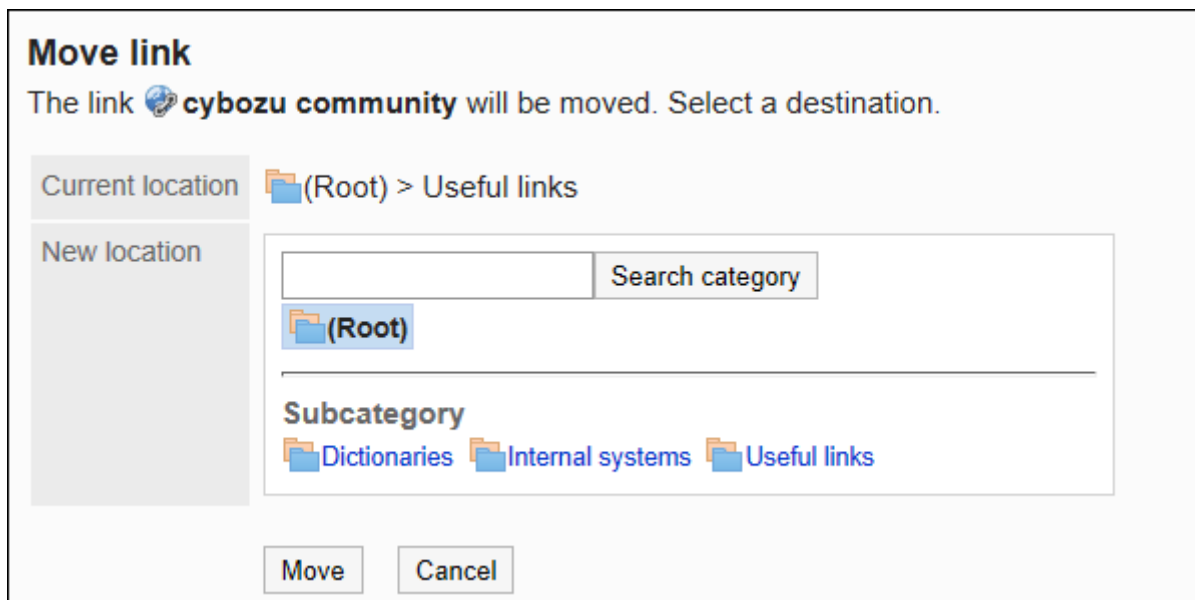 Move link
The link cybozu community will be moved. Select a destination.
Current location (Root) > Useful links
New location
Search category
(Root)
Subcategory
Dictionaries Internal systems Useful links
Move Cancel